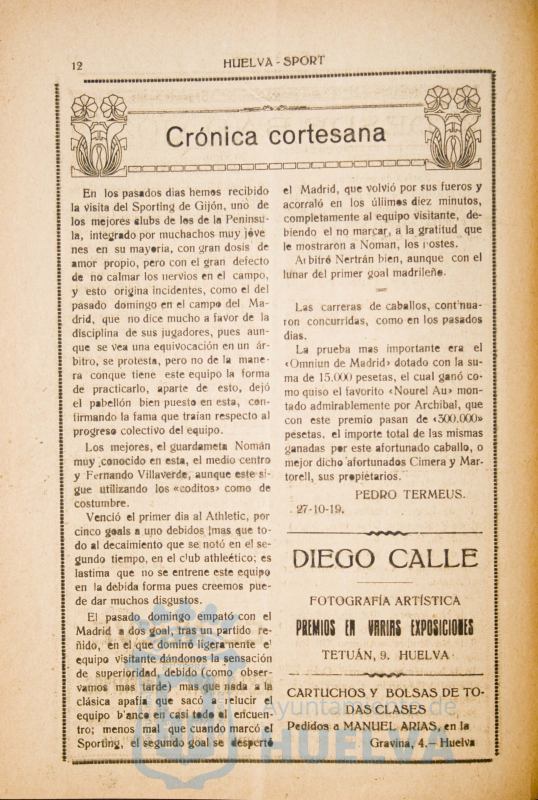 12
HUELVA - SPORT
Crónica cortesana
En los pasados dias hemos recibido
la visita del Sporting de Gijón, uno de
los mejores clubs de los de la Peninsu-
la, integrado por muchachos muy jóve
nes en su mayoria, con gran dosis de
amor propio, pero con el gran defecto
de no calmar los nervios en el campo,
y esto origina incidentes, como el del
pasado domingo en el campo del Ma-
drid, que no dice mucho a favor de la
disciplina de sus jugadores, pues aun-
que se vea una equivocación en un ár-
bitro, se protesta, pero no de la mane-
ra conque tiene este equipo la forma
de practicarlo, aparte de esto, dejó
el pabellón bien puesto en esta, con-
firmando la fama que traían respecto al
progreso colectivo del equipo.
Los mejores, el guardameta Nomán
muy conocido en esta, el medio centro
y Fernando Villaverde, aunque este si-
gue utilizando los «coditos» como de
costumbre.
Venció el primer dia al Athletic, por
cinco goals a uno debidos mas que to-
do al decaimiento que se notó en el se-
gundo tiempo, en el club athleético; es
lastima que no se entrene este equipo
en la debida forma pues creemos pue-
de dar muchos disgustos.
El pasado domingo empató con el
Madrid a dos goal, tras un partido re-
ñido, en el que dominó ligeramente e'
equipo visitante dándonos la sensación
de superioridad, debido (como obser-
vamos mas tarde) mas que nada a la
clásica apatía que sacó a relucir el
equipo b'anco en casi todo el encuen-
tro; menos mal que cuando marcó el
Sporting, el segundo goal se despertó
el Madrid, que volvió por sus fueros y
acorraló en los úliimos diez minutos,
completamente al equipo visitante, de-
biendo el no marcar, a la gratitud que
le mostraron a Noman, los postes.
Arbitró Nertrán bien, aunque con el
lunar del primer goal madrileño.
Las carreras de caballos, continua-
ron concurridas, como en los pasados
días.
La prueba mas importante era el
«Omniun de Madrid» dotado con la su-
ma de 15.000 pesetas, el cual ganó co-
mo quiso el favorito «Nourel Au» mon-
tado admirablemente por Archibal, que
con este premio pasan de «300.000»
pesetas, el importe total de las mismas
ganadas por este afortunado caballo, o
mejor dicho afortunados Cimera y Mar-
torell, sus propietarios.
PEDRO TERMEUS.
27-10-19.
DIEGO CALLE
FOTOGRAFÍA ARTÍSTICA
PREMIOS EN VARIAS EXPOSICIONES
TETUÁN, 9. HUELVA
CARTUCHOS Y BOLSAS DE TO-
DAS CLASES
Pedidos a MANUEL ARIAS, en la
Gravina, 4.—Huelva
Ayuntamiento de
HUELVA